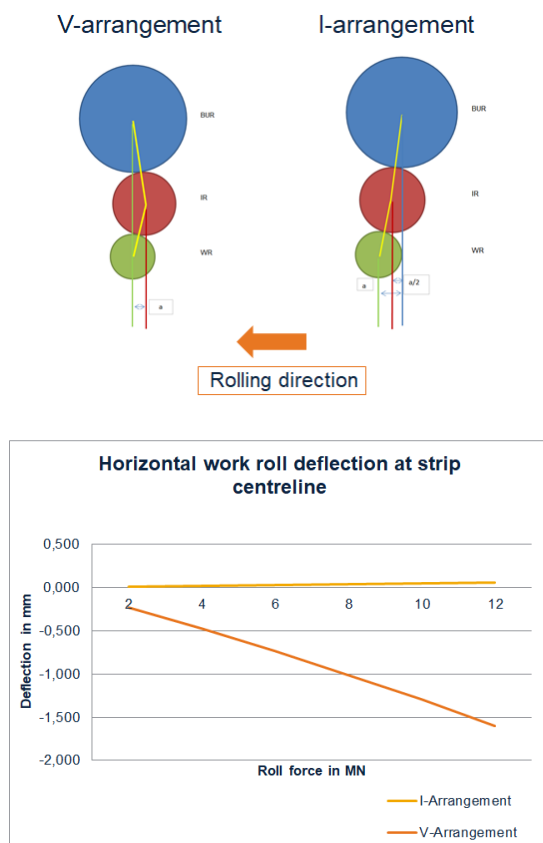 V-arrangement
I-arrangement
BUR
BUR
IR
IR
WR
WR
a
a
a/2
Rolling direction
Horizontal work roll deflection at strip
centreline
0,500
0,000
-0,500
-1,000
-1,500
-2,000
2 4 6 8 10 12
Deflection in mm
Roll force in MN
I-Arrangement
V-Arrangement